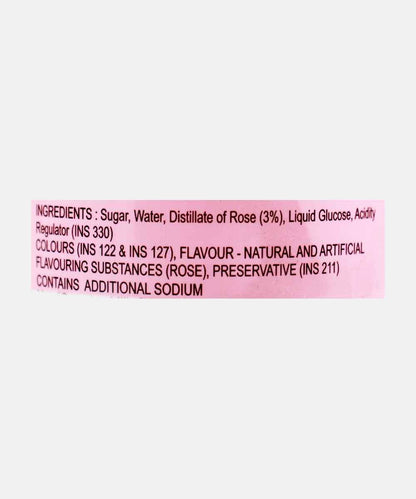 INGREDIENTS : Sugar, Water, Distillate of Rose (3%), Liquid Glucose, Acidity
Regulator (INS 330)
COLOURS (INS 122 & INS 127), FLAVOUR - NATURAL AND ARTIFICIAL
FLAVOURING SUBSTANCES (ROSE), PRESERVATIVE (INS 211)
CONTAINS ADDITIONAL SODIUM